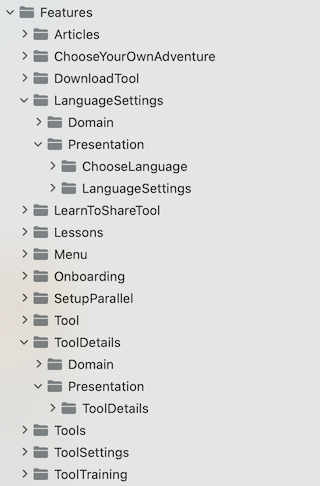 Features
Articles
ChooseYourOwnAdventure
DownloadTool
LanguageSettings
Domain
Presentation
ChooseLanguage
LanguageSettings
LearnToShareTool
Lessons
Menu
Onboarding
SetupParallel
Tool
ToolDetails
Domain
Presentation
ToolDetails
Tools
ToolSettings
ToolTraining